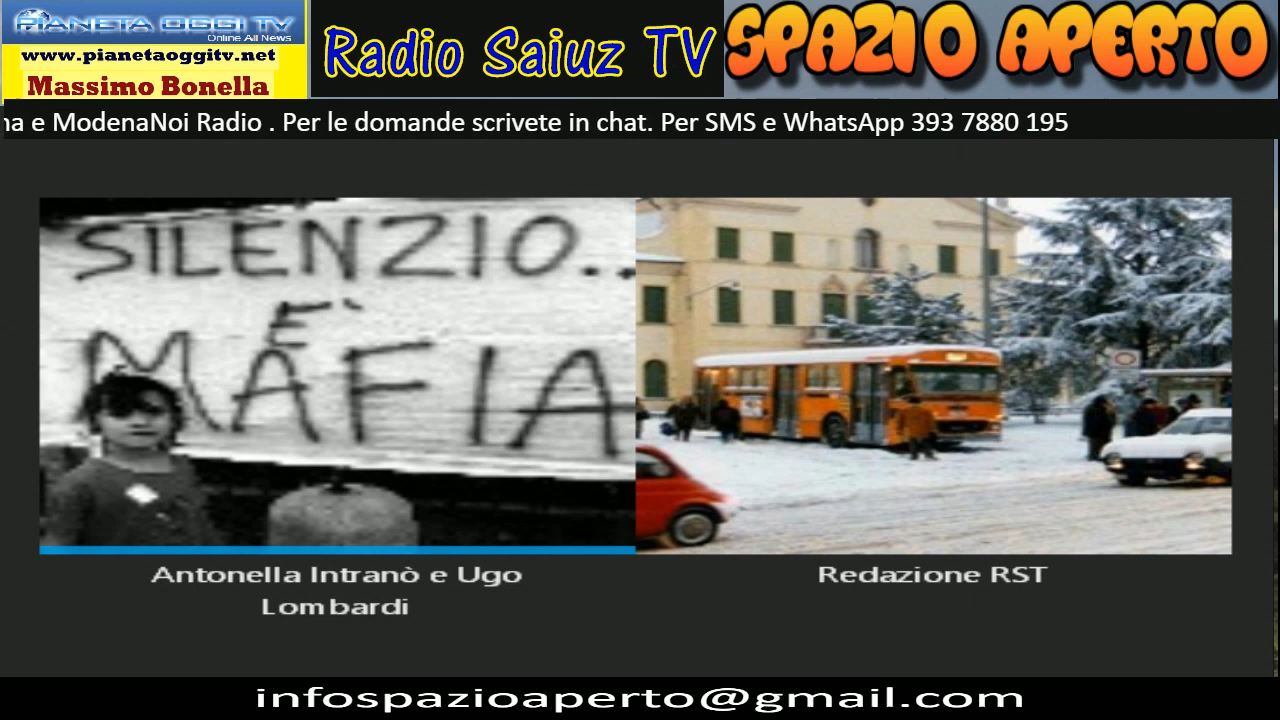 PIANETA OGGI TV
Online All News
www.pianetaoggitv.net
Massimo Bonella
Radio Saiuz TV
SPAZIO APERTO
na e ModenaNoi Radio . Per le domande scrivete in chat. Per SMS e WhatsApp 393 7880 195
SILENZIO..
E'
MAFIA
Antonella Intranò e Ugo
Lombardi
Redazione RST
infospazioaperto@gmail.com